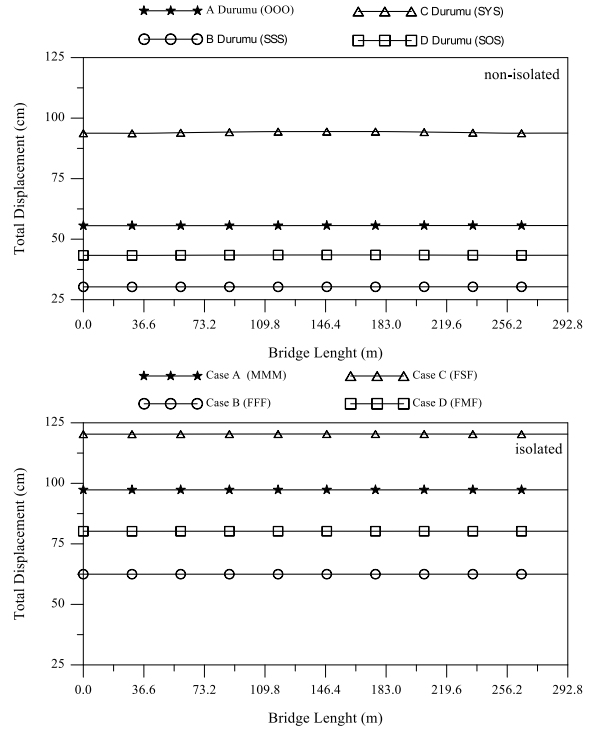 A Durumu (OOO)
C Durumu (SYS)
B Durumu (SSS)
D Durumu (SOS)
125
100
75
50
25
Total Displacement (cm)
non-isolated
0.0 36.6 73.2 109.8 146.4 183.0 219.6 256.2 292.8
Bridge Lenght (m)
Case A (MMM)
Case C (FSF)
Case B (FFF)
Case D (FMF)
125
100
75
50
25
Total Displacement (cm)
isolated
0.0 36.6 73.2 109.8 146.4 183.0 219.6 256.2 292.8
Bridge Lenght (m)